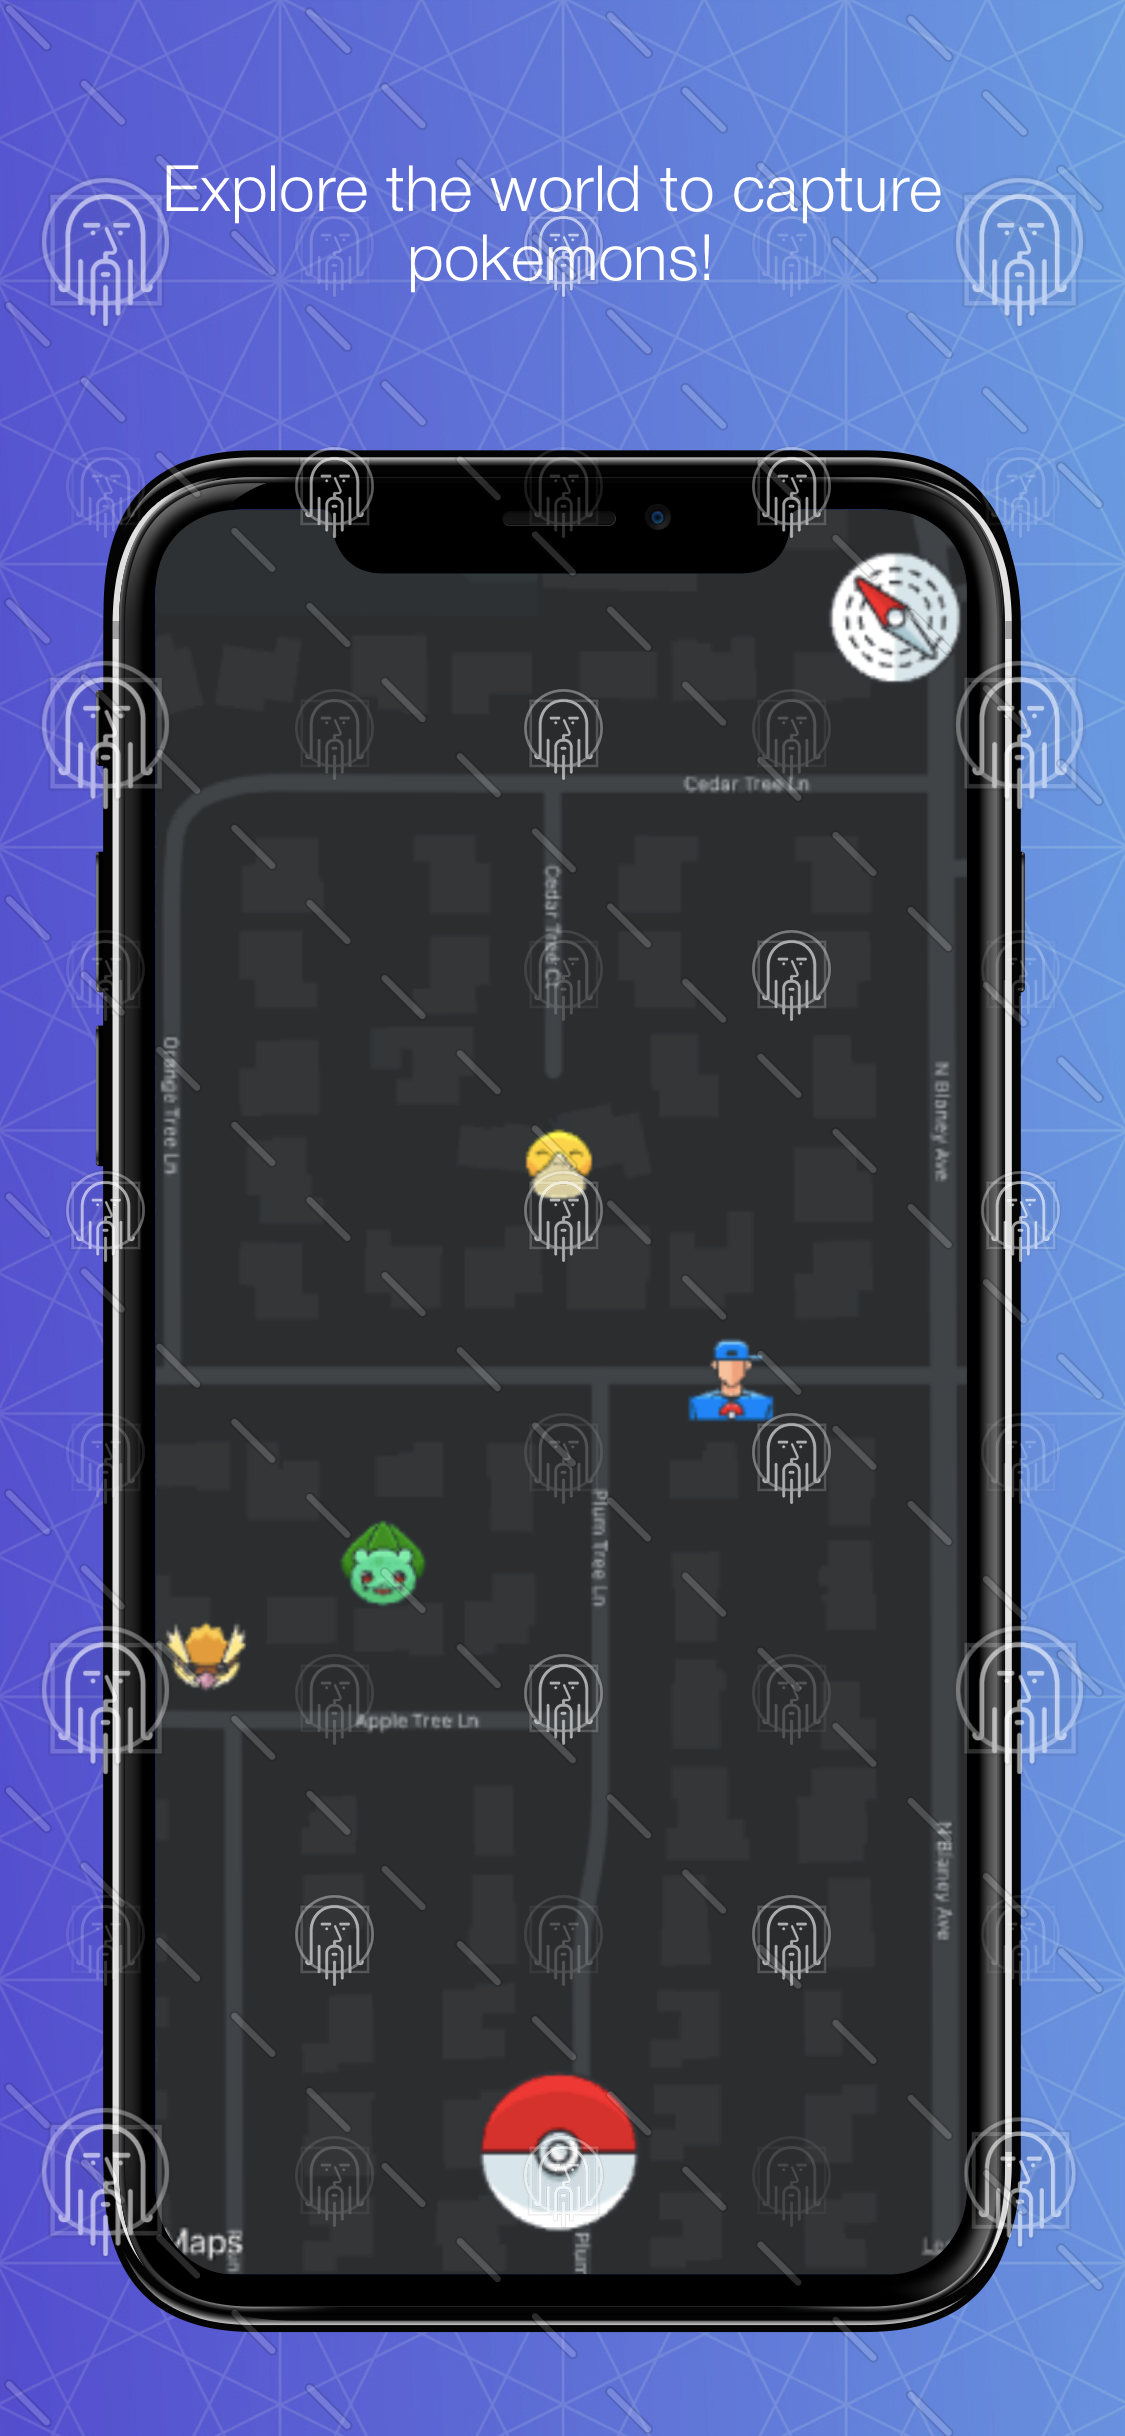 Explore the world to capture
pokemons!
Cedar Tree Ln
Cedar Tree Ct
Orange Tree Ln
N Blaney Ave
Plum Tree Ln
Apple Tree Ln
N Blaney Ave
Maps
Plum